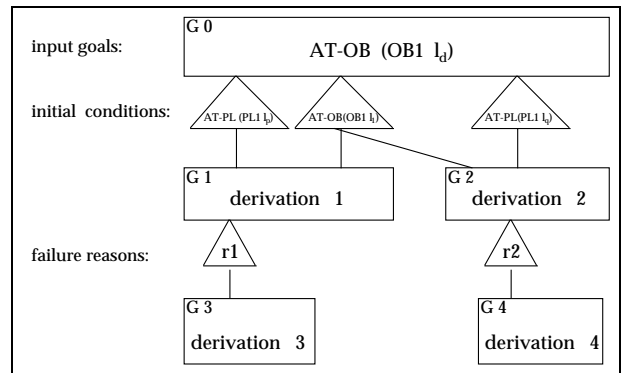 G 0
input goals:
AT-OB (OB1 l_d)
initial conditions:
AT-PL (PL1 l_p)
AT-OB(OB1 l_i)
AT-PL(PL1 l_q)
G 1
derivation 1
G 2
derivation 2
failure reasons:
r1
r2
G 3
derivation 3
G 4
derivation 4